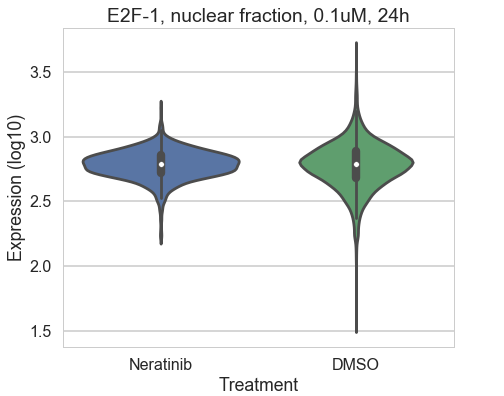 E2F-1, nuclear fraction, 0.1uM, 24h
Expression (log10)
3.5
3.0
2.5
2.0
1.5
Neratinib
DMSO
Treatment